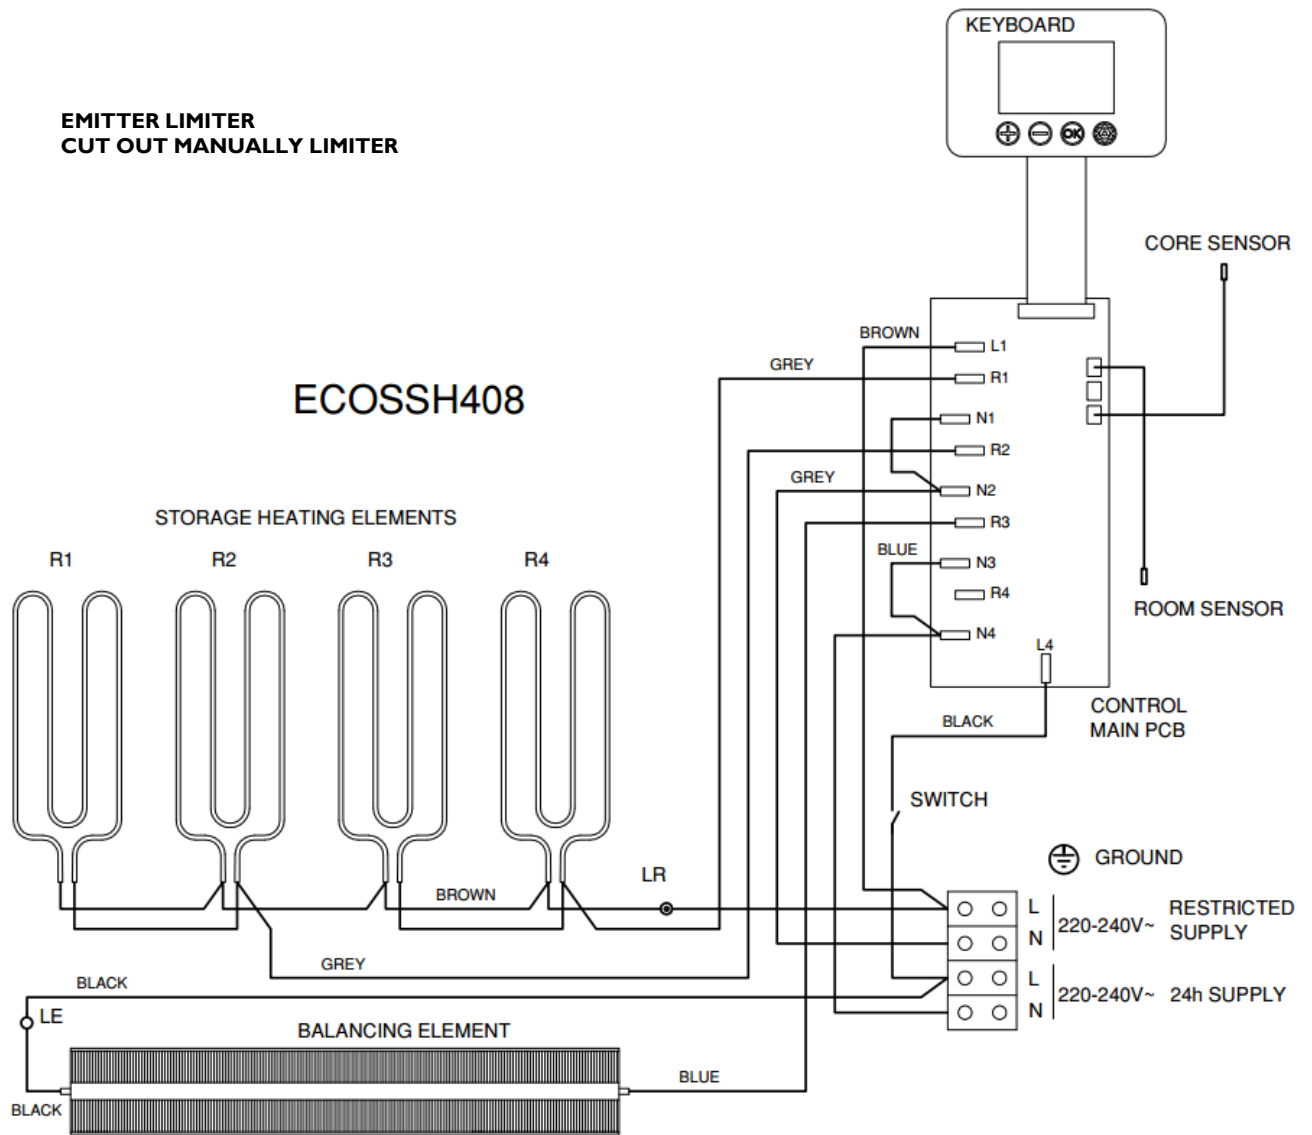 KEYBOARD
OK
EMITTER LIMITER
CUT OUT MANUALLY LIMITER
CORE SENSOR
BROWN
L1
GREY
R1
ECOSSH408
N1
R2
GREY
N2
STORAGE HEATING ELEMENTS
R3
R1 R2 R3 R4
BLUE
N3
R4
ROOM SENSOR
N4
L4
CONTROL
MAIN PCB
BLACK
SWITCH
GROUND
LR
BROWN
L
N
220-240V~
RESTRICTED
SUPPLY
GREY
BLACK
L
N
220-240V~ 24h SUPPLY
LE
BALANCING ELEMENT
BLUE
BLACK